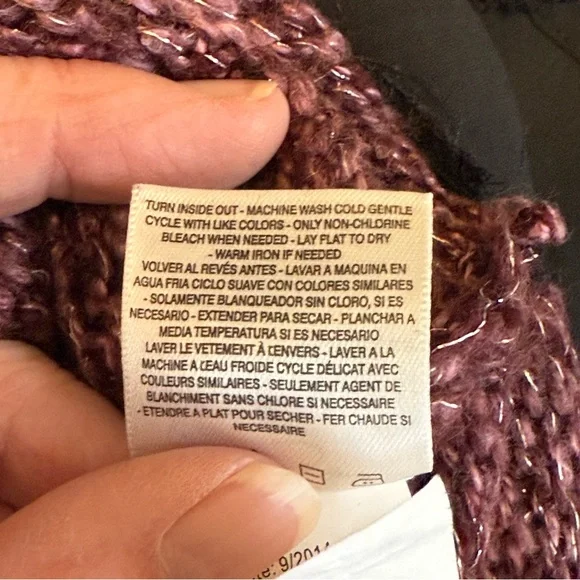 TURN INSIDE OUT - MACHINE WASH COLD GENTLE
CYCLE WITH LIKE COLORS - ONLY NON-CHLORINE
BLEACH WHEN NEEDED - LAY FLAT TO DRY
- WARM IRON IF NEEDED
VOLVER AL REVÉS ANTES - LAVAR A MAQUINA EN
AGUA FRIA CICLO SUAVE CON COLORES SIMILARES
- SOLAMENTE BLANQUEADOR SIN CLORO, SI ES
NECESARIO - EXTENDER PARA SECAR - PLANCHAR A
MEDIA TEMPERATURA SI ES NECESARIO
LAVER LE VETEMENT À L'ENVERS - LAVER A LA
MACHINE A L'EAU FROIDE CYCLE DÉLICAT AVEC
COULEURS SIMILAIRES - SEULEMENT AGENT DE
BLANCHIMENT SANS CHLORE SI NECESSAIRE
- ETENDRE A PLAT POUR SECHER - FER CHAUDE SI
NECESSAIRE
: 9/2014